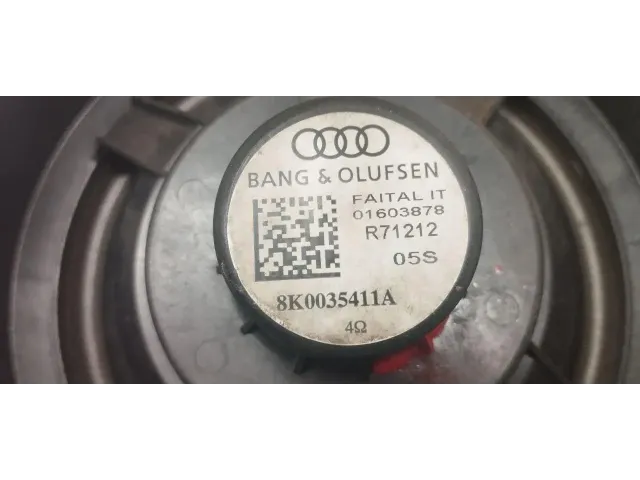 BANG & OLUFSEN
FAITAL IT
01603878
R71212
05S
8K0035411A
4Ω